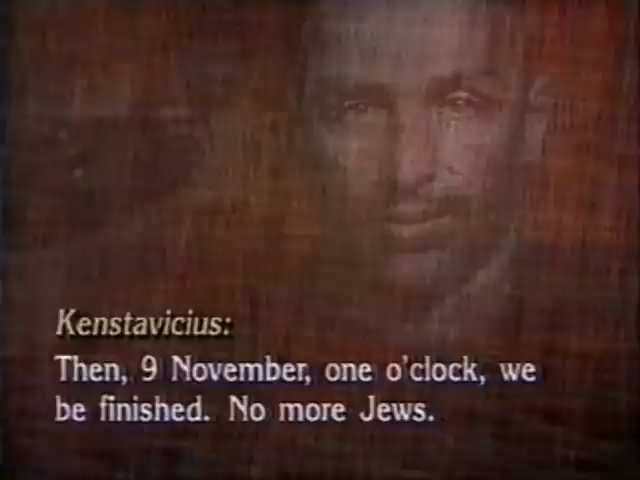 Kenstavicius:
Then, 9 November, one o'clock, we
be finished. No more Jews.